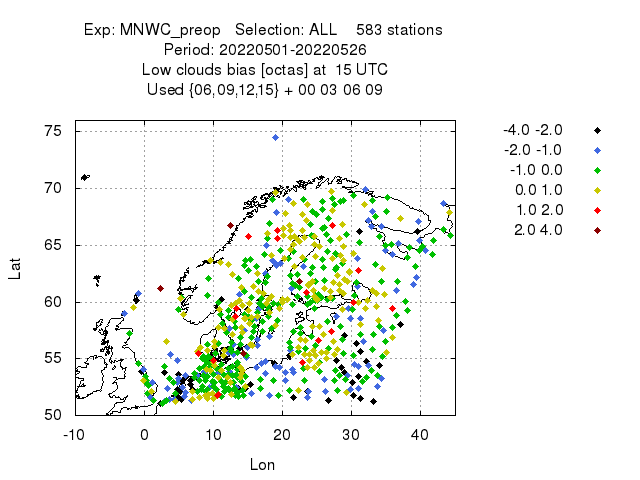 Exp: MNWC_preop   Selection: ALL    583 stations
Period: 20220501-20220526
Low clouds bias [octas] at  15 UTC
Used {06,09,12,15} + 00 03 06 09
-4.0 -2.0
-2.0 -1.0
-1.0 0.0
0.0 1.0
1.0 2.0
2.0 4.0
75
70
65
60
55
50
Lat
-10 0 10 20 30 40
Lon